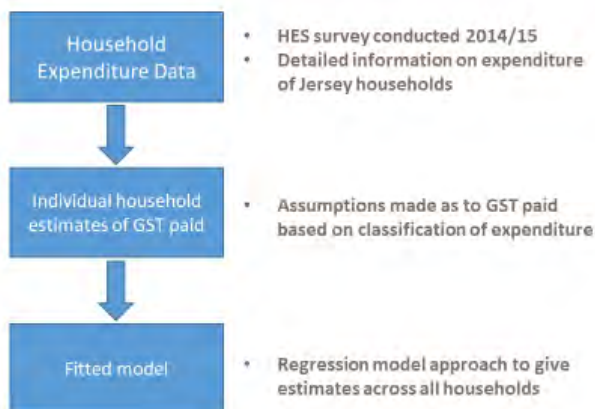 Household
Expenditure Data
• HES survey conducted 2014/15
• Detailed information on expenditure
of Jersey households
Individual household
estimates of GST paid
• Assumptions made as to GST paid
based on classification of expenditure
Fitted model
• Regression model approach to give
estimates across all households